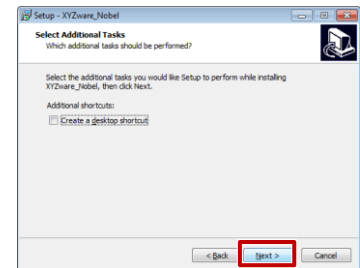 Setup - XYZware_Nobel
Select Additional Tasks
Which additional tasks should be performed?
Select the additional tasks you would like Setup to perform while installing
XYZware_Nobel, then click Next.
Additional shortcuts:
Create a desktop shortcut
< Back
Next >
Cancel